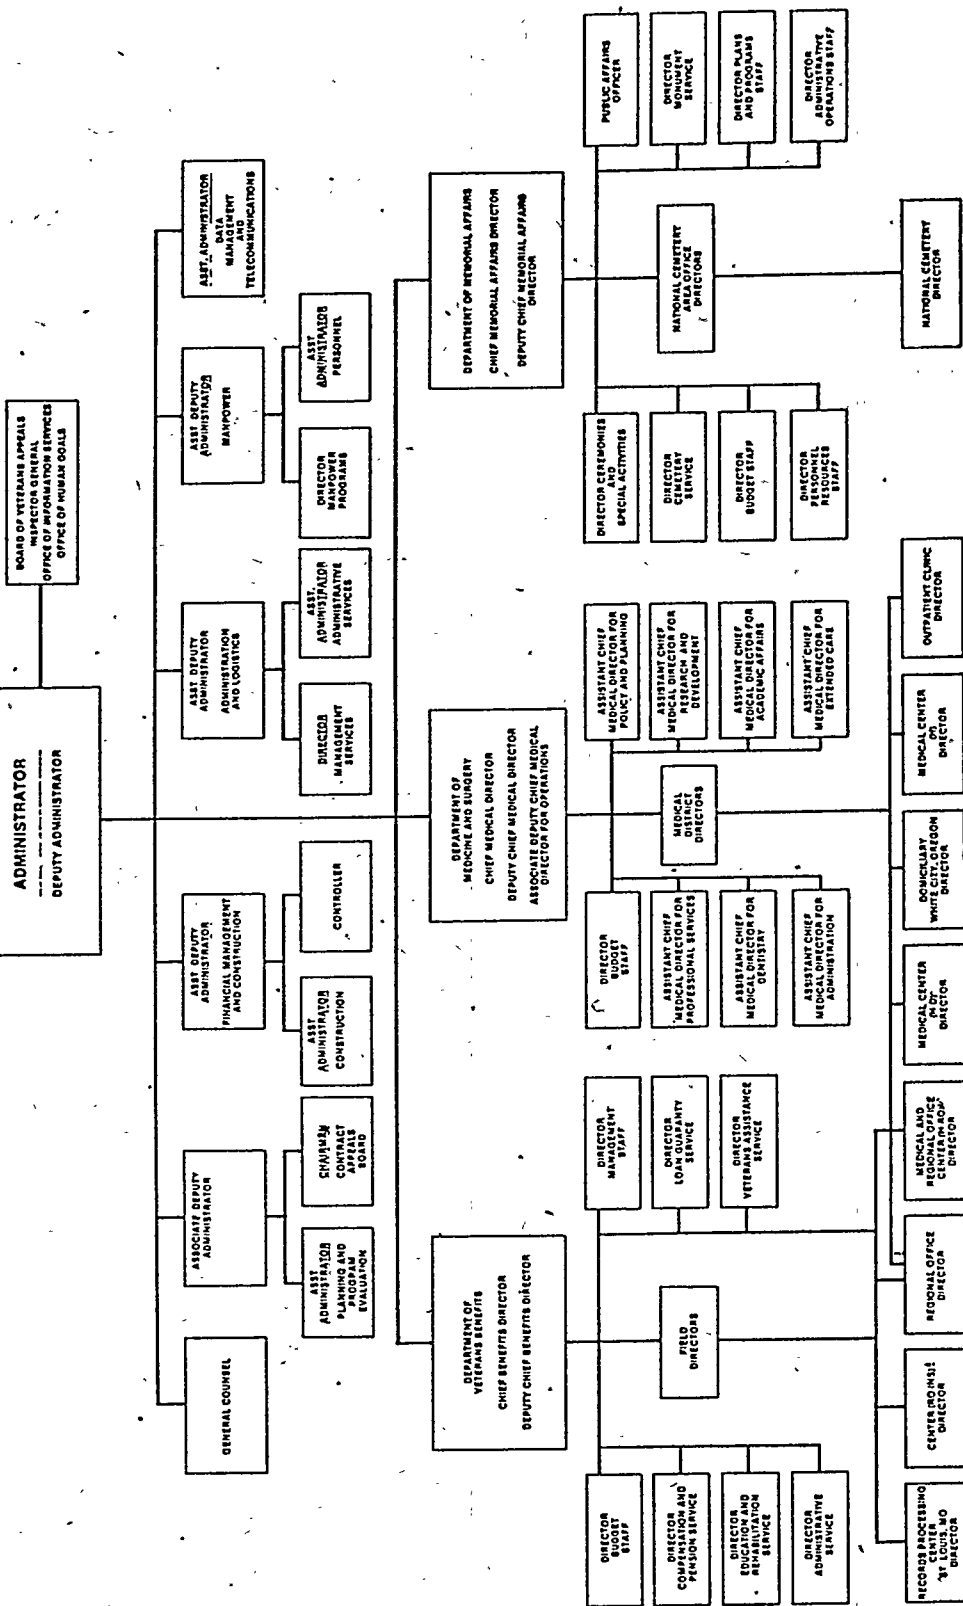 ADMINISTRATOR
DEPUTY ADMINISTRATOR
BOARD OF VETERANS APPEALS
INSPECTOR GENERAL
OFFICE OF INFORMATION SERVICES
OFFICE OF HUMAN GOALS
GENERAL COUNSEL
ASSOCIATE DEPUTY
ADMINISTRATOR
ASST DEPUTY
ADMINISTRATOR
FINANCIAL MANAGEMENT
AND CONSTRUCTION
ASST DEPUTY
ADMINISTRATOR
ADMINISTRATION
AND LOGISTICS
ASST DEPUTY
ADMINISTRATOR
MANPOWER
ASST. ADMINISTRATOR
DATA
MANAGEMENT
AND
TELECOMMUNICATIONS
ASST
ADMINISTRATOR
PLANNING AND
PROGRAM
EVALUATION
CHAIRMAN
CONTRACT
APPEALS
BOARD
ASST
ADMINISTRATOR
CONSTRUCTION
CONTROLLER
DIRECTOR
MANAGEMENT
SERVICES
ASST.
ADMINISTRATOR
ADMINISTRATIVE
SERVICES
DIRECTOR
MANPOWER
PROGRAMS
ASST
ADMINISTRATOR
PERSONNEL
DEPARTMENT OF
VETERANS BENEFITS
CHIEF BENEFITS DIRECTOR
DEPUTY CHIEF BENEFITS DIRECTOR
DEPARTMENT OF
MEDICINE AND SURGERY
CHIEF MEDICAL DIRECTOR
DEPUTY CHIEF MEDICAL DIRECTOR
ASSOCIATE DEPUTY CHIEF MEDICAL
DIRECTOR FOR OPERATIONS
DEPARTMENT OF MEMORIAL AFFAIRS
CHIEF MEMORIAL AFFAIRS DIRECTOR
DEPUTY CHIEF MEMORIAL AFFAIRS
DIRECTOR
DIRECTOR
BUDGET
STAFF
DIRECTOR
COMPENSATION AND
PENSION SERVICE
DIRECTOR
EDUCATION AND
REHABILITATION
SERVICE
DIRECTOR
ADMINISTRATIVE
SERVICE
FIELD
DIRECTORS
DIRECTOR
MANAGEMENT
STAFF
DIRECTOR
LOAN GUARANTY
SERVICE
DIRECTOR
VETERANS ASSISTANCE
SERVICE
DIRECTOR
BUDGET
STAFF
ASSISTANT CHIEF
MEDICAL DIRECTOR FOR
PROFESSIONAL SERVICES
ASSISTANT CHIEF
MEDICAL DIRECTOR FOR
DENTISTRY
ASSISTANT CHIEF
MEDICAL DIRECTOR FOR
ADMINISTRATION
MEDICAL
DISTRICT
DIRECTORS
ASSISTANT CHIEF
MEDICAL DIRECTOR FOR
POLICY AND PLANNING
ASSISTANT CHIEF
MEDICAL DIRECTOR FOR
RESEARCH AND
DEVELOPMENT
ASSISTANT CHIEF
MEDICAL DIRECTOR FOR
ACADEMIC AFFAIRS
ASSISTANT CHIEF
MEDICAL DIRECTOR FOR
EXTENDED CARE
DIRECTOR CEREMONIES
AND
SPECIAL ACTIVITIES
DIRECTOR
CEMETERY
SERVICE
DIRECTOR
BUDGET STAFF
DIRECTOR
PERSONNEL
RESOURCES
STAFF
NATIONAL CEMETERY
AREA OFFICE
DIRECTORS
PUBLIC AFFAIRS
OFFICER
DIRECTOR
MONUMENT
SERVICE
DIRECTOR PLANS
AND PROGRAMS
STAFF
DIRECTOR
ADMINISTRATIVE
OPERATIONS STAFF
RECORDS PROCESSING
CENTER
ST LOUIS, MO
DIRECTOR
CENTER (RO INS)
DIRECTOR
REGIONAL OFFICE
DIRECTOR
MEDICAL AND
REGIONAL OFFICE
CENTER
DIRECTOR
MEDICAL CENTER
DIRECTOR
DOMICILIARY
WHITE CITY, OREGON
DIRECTOR
MEDICAL CENTER
DIRECTOR
OUTPATIENT CLINIC
DIRECTOR
NATIONAL CEMETERY
DIRECTOR